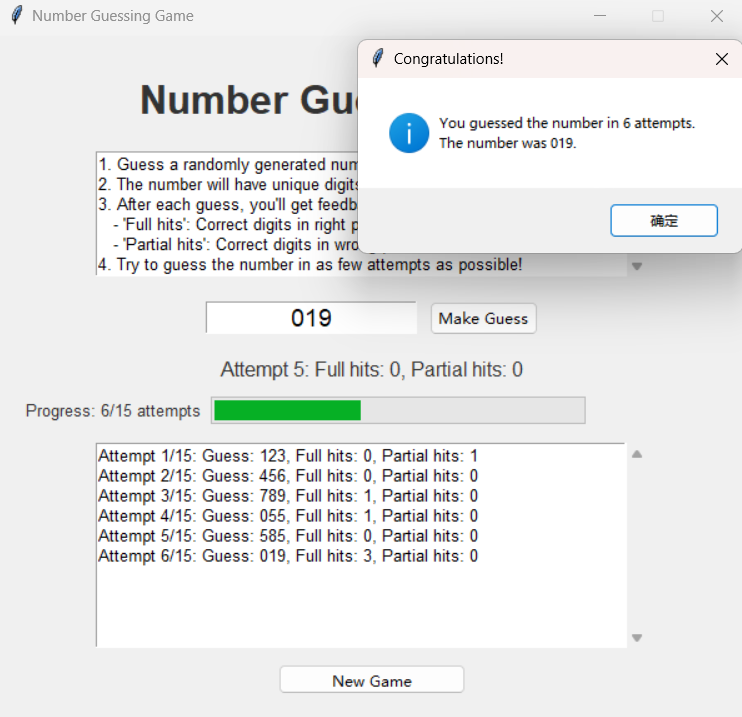 Number Guessing Game
Congratulations!
You guessed the number in 6 attempts.
The number was 019.
确定
Number
1. Guess a randomly generated
2. The number will have unique
3. After each guess, you'll get
- 'Full hits': Correct digits in right
- 'Partial hits': Correct digits in
4. Try to guess the number in as few attempts as possible!
019
Make Guess
Attempt 5: Full hits: 0, Partial hits: 0
Progress: 6/15 attempts
Attempt 1/15: Guess: 123, Full hits: 0, Partial hits: 1
Attempt 2/15: Guess: 456, Full hits: 0, Partial hits: 0
Attempt 3/15: Guess: 789, Full hits: 1, Partial hits: 0
Attempt 4/15: Guess: 055, Full hits: 1, Partial hits: 0
Attempt 5/15: Guess: 585, Full hits: 0, Partial hits: 0
Attempt 6/15: Guess: 019, Full hits: 3, Partial hits: 0
New Game